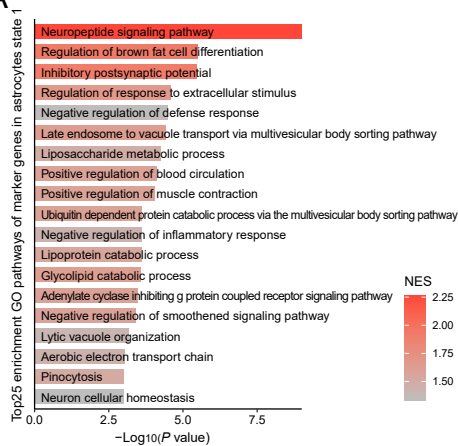 A
Top25 enrichment GO pathways of marker genes in astrocytes state 1
Neuropeptide signaling pathway
Regulation of brown fat cell differentiation
Inhibitory postsynaptic potential
Regulation of response to extracellular stimulus
Negative regulation of defense response
Late endosome to vacuole transport via multivesicular body sorting pathway
Liposaccharide metabolic process
Positive regulation of blood circulation
Positive regulation of muscle contraction
Ubiquitin dependent protein catabolic process via the multivesicular body sorting pathway
Negative regulation of inflammatory response
Lipoprotein catabolic process
Glycolipid catabolic process
Adenylate cyclase inhibiting g protein coupled receptor signaling pathway
Negative regulation of smoothened signaling pathway
Lytic vacuole organization
Aerobic electron transport chain
Pinocytosis
Neuron cellular homeostasis
0.0 2.5 5.0 7.5
−Log10(P value)
NES
2.25
2.00
1.75
1.50